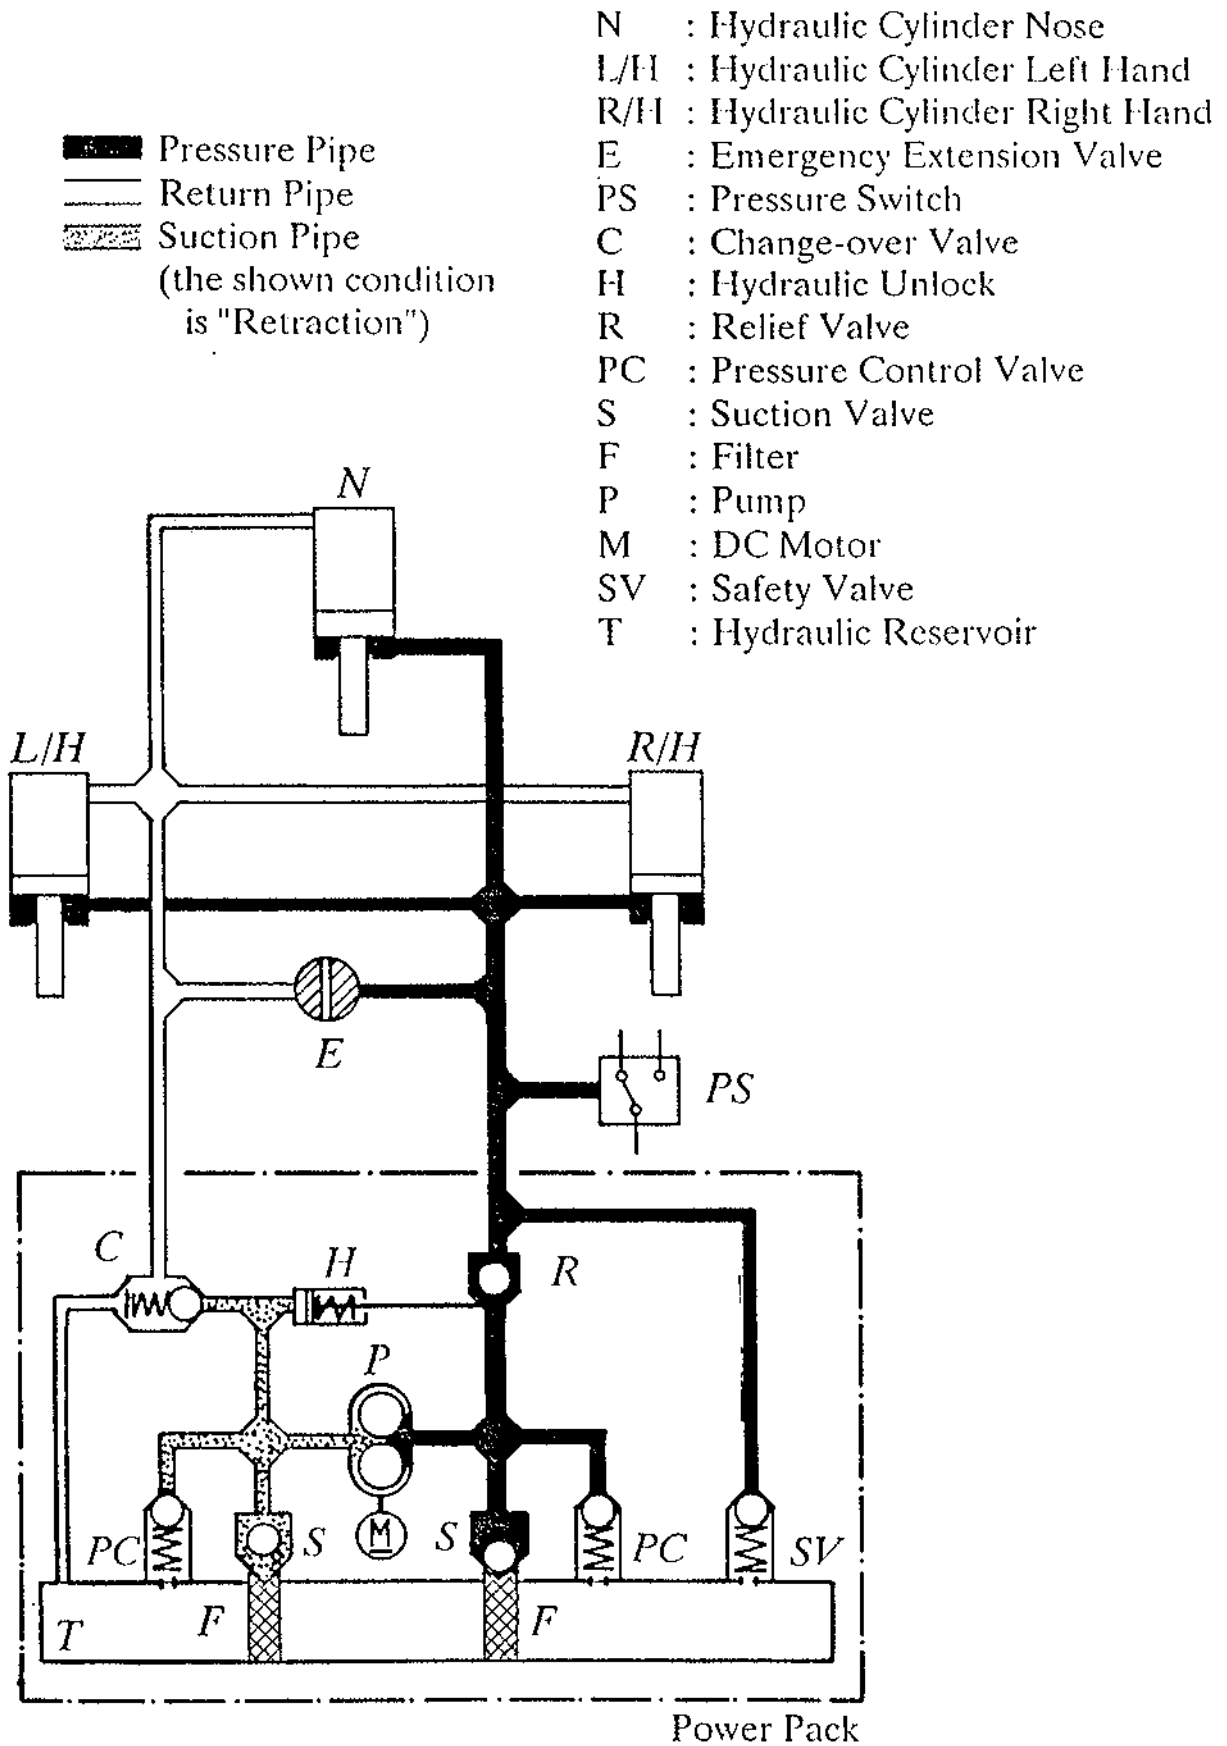 N : Hydraulic Cylinder Nose
L/H : Hydraulic Cylinder Left Hand
R/H : Hydraulic Cylinder Right Hand
E : Emergency Extension Valve
PS : Pressure Switch
C : Change-over Valve
H : Hydraulic Unlock
R : Relief Valve
PC : Pressure Control Valve
S : Suction Valve
F : Filter
P : Pump
M : DC Motor
SV : Safety Valve
T : Hydraulic Reservoir
Pressure Pipe
Return Pipe
Suction Pipe
(the shown condition
is "Retraction")
N
L/H
R/H
E
PS
C
H
R
P
PC
S
M
S
PC
SV
T
F
F
Power Pack